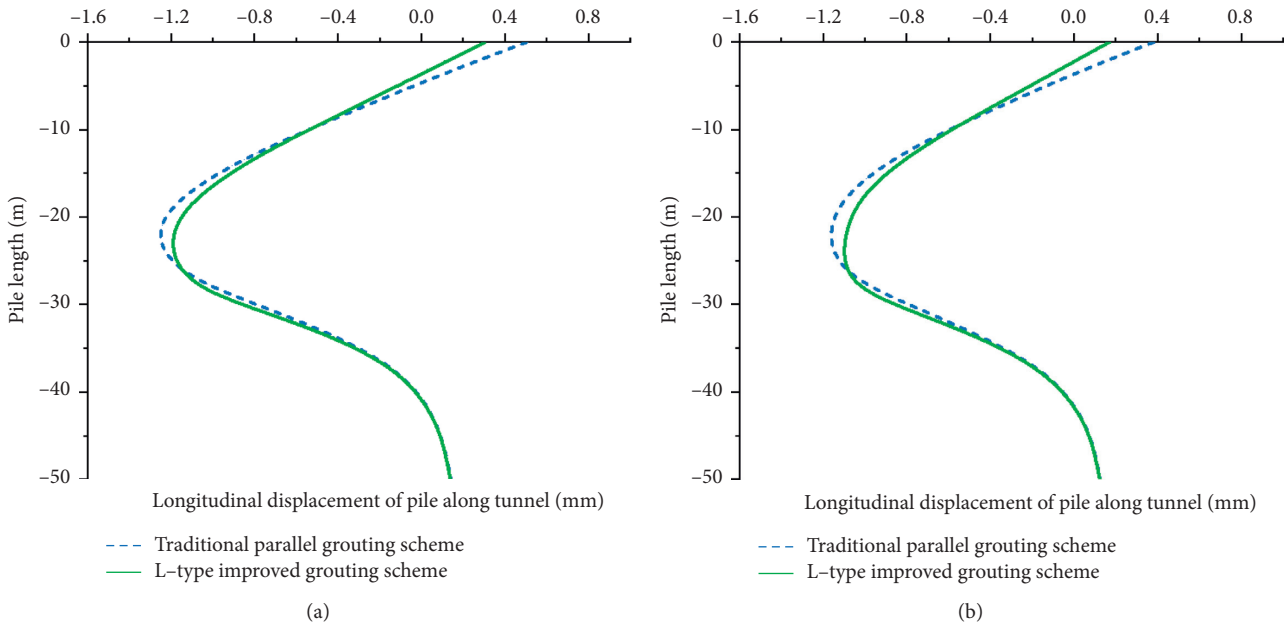 −1.6 −1.2 −0.8 −0.4 0.0 0.4 0.8
0
−10
−20
−30
−40
−50
Pile length (m)
Longitudinal displacement of pile along tunnel (mm)
Traditional parallel grouting scheme
L−type improved grouting scheme
(a)
−1.6 −1.2 −0.8 −0.4 0.0 0.4 0.8
0
−10
−20
−30
−40
−50
Pile length (m)
Longitudinal displacement of pile along tunnel (mm)
Traditional parallel grouting scheme
L−type improved grouting scheme
(b)